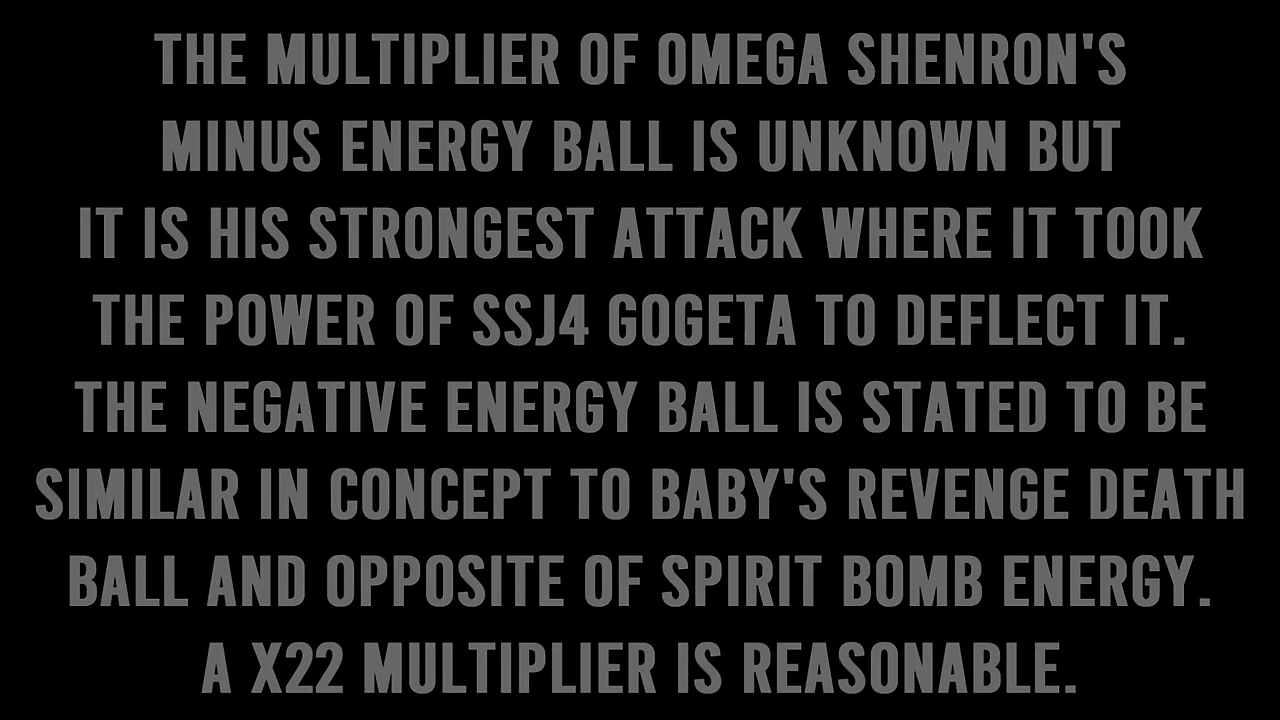 THE MULTIPLIER OF OMEGA SHENRON'S
MINUS ENERGY BALL IS UNKNOWN BUT
IT IS HIS STRONGEST ATTACK WHERE IT TOOK
THE POWER OF SSJ4 GOGETA TO DEFLECT IT.
THE NEGATIVE ENERGY BALL IS STATED TO BE
SIMILAR IN CONCEPT TO BABY'S REVENGE DEATH
BALL AND OPPOSITE OF SPIRIT BOMB ENERGY.
A X22 MULTIPLIER IS REASONABLE.